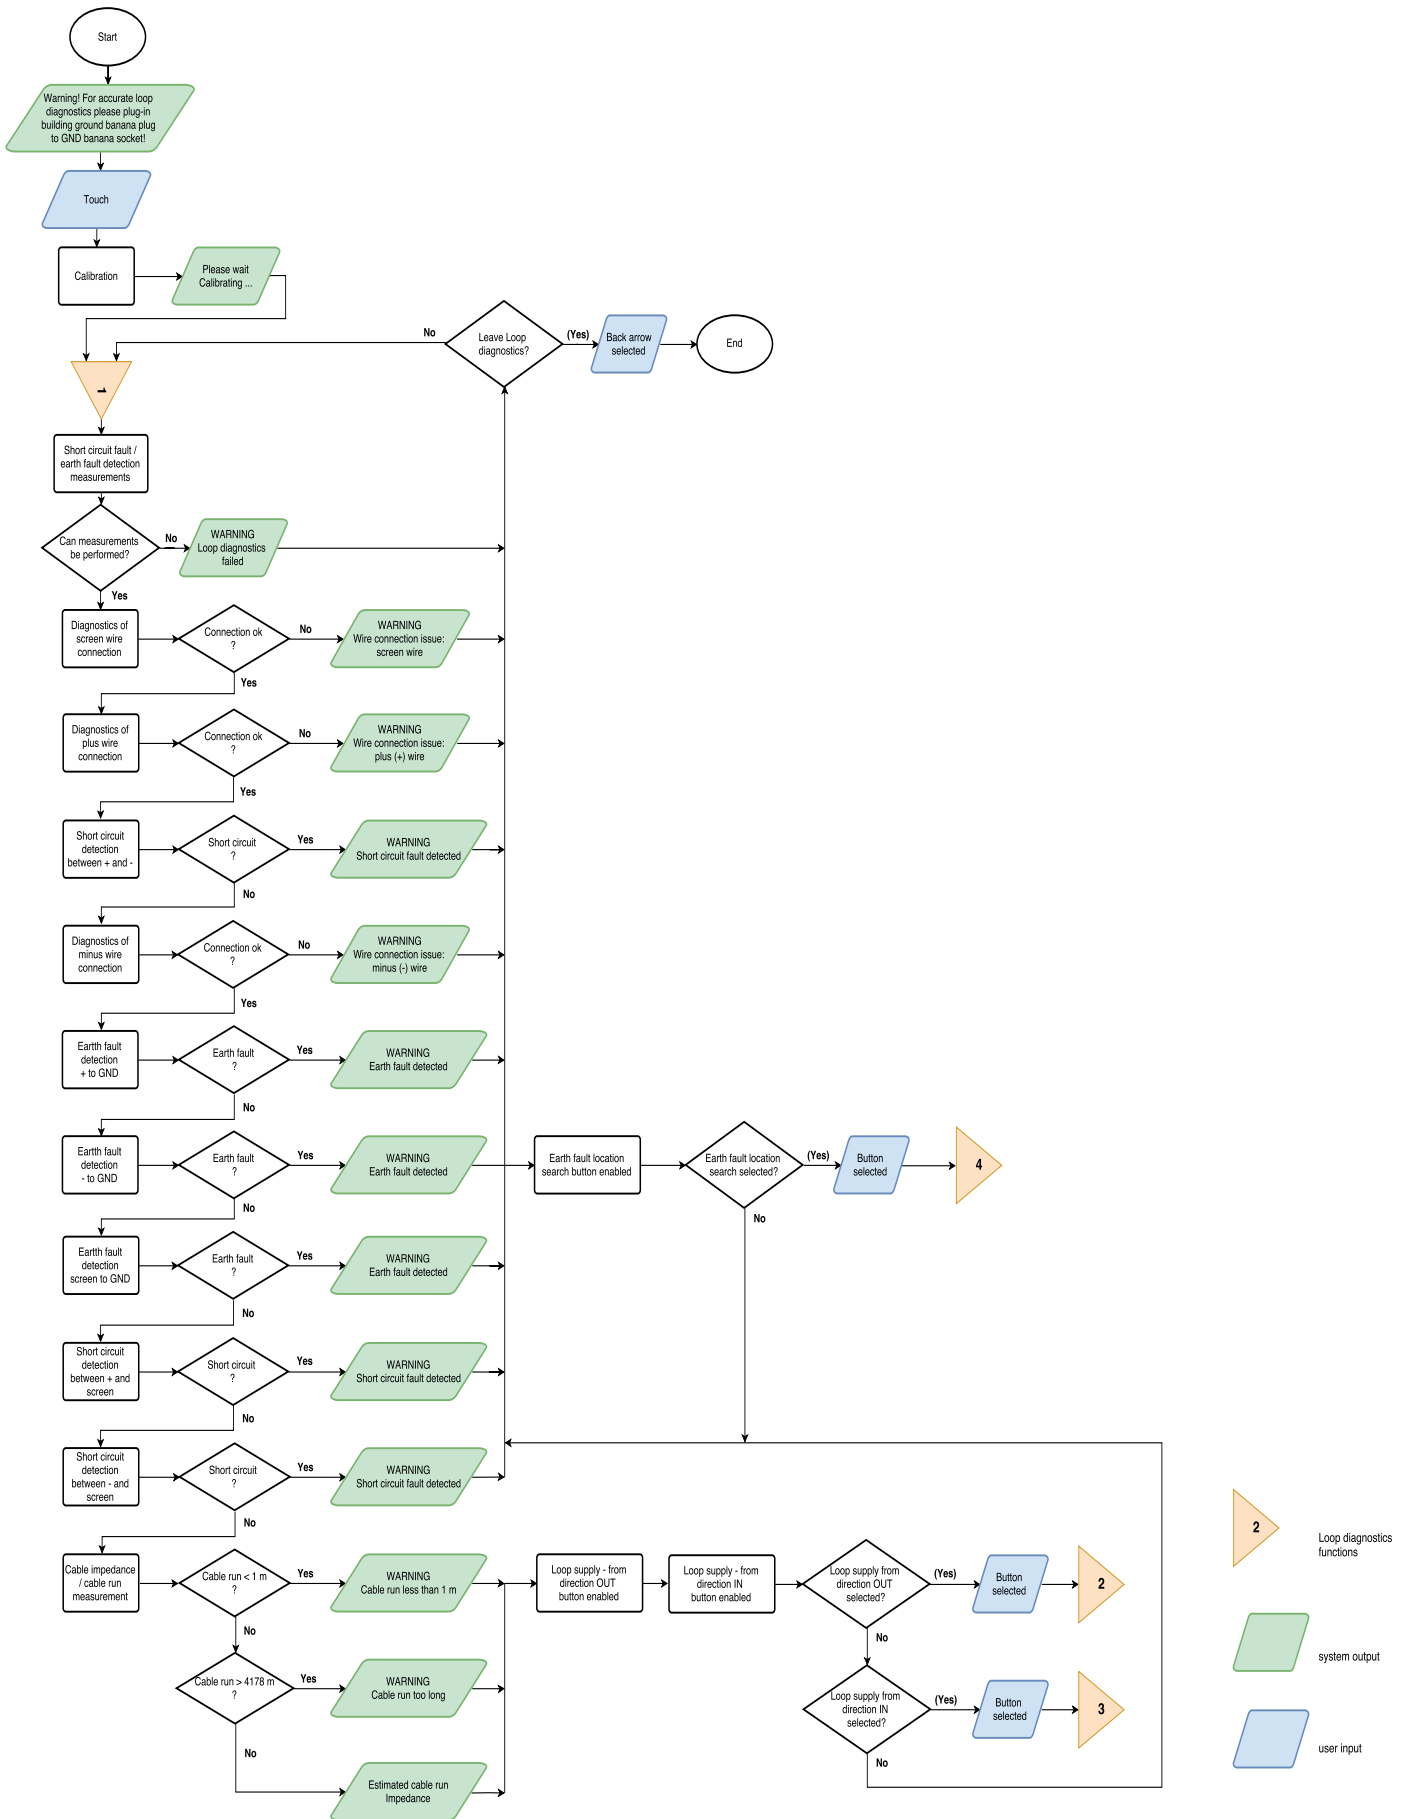 Start
Warning! For accurate loop
diagnostics please plug-in
building ground banana plug
to GND banana socket!
Touch
Calibration
Please wait
Calibrating ...
No
Leave Loop
diagnostics?
(Yes)
Back arrow
selected
End
1
Short circuit fault /
earth fault detection
measurements
Can measurements
be performed?
No
WARNING
Loop diagnostics
failed
Yes
Diagnostics of
screen wire
connection
Connection ok
?
No
WARNING
Wire connection issue:
screen wire
Yes
Diagnostics of
plus wire
connection
Connection ok
?
No
WARNING
Wire connection issue:
plus (+) wire
Yes
Short circuit
detection
between + and -
Short circuit
?
Yes
WARNING
Short circuit fault detected
No
Diagnostics of
minus wire
connection
Connection ok
?
No
WARNING
Wire connection issue:
minus (-) wire
Yes
Eartth fault
detection
+ to GND
Earth fault
?
Yes
WARNING
Earth fault detected
No
Eartth fault
detection
- to GND
Earth fault
?
Yes
WARNING
Earth fault detected
Earth fault location
search button enabled
Earth fault location
search selected?
(Yes)
Button
selected
4
No
No
Eartth fault
detection
screen to GND
Earth fault
?
Yes
WARNING
Earth fault detected
No
Short circuit
detection
between + and
screen
Short circuit
?
Yes
WARNING
Short circuit fault detected
No
Short circuit
detection
between - and
screen
Short circuit
?
Yes
WARNING
Short circuit fault detected
No
Cable impedance
/ cable run
measurement
Cable run < 1 m
?
Yes
WARNING
Cable run less than 1 m
Loop supply - from
direction OUT
button enabled
Loop supply - from
direction IN
button enabled
Loop supply from
direction OUT
selected?
(Yes)
Button
selected
2
No
No
Cable run > 4178 m
?
Yes
WARNING
Cable run too long
Loop supply from
direction IN
selected?
(Yes)
Button
selected
3
No
No
Estimated cable run
Impedance
2
Loop diagnostics
functions
system output
user input